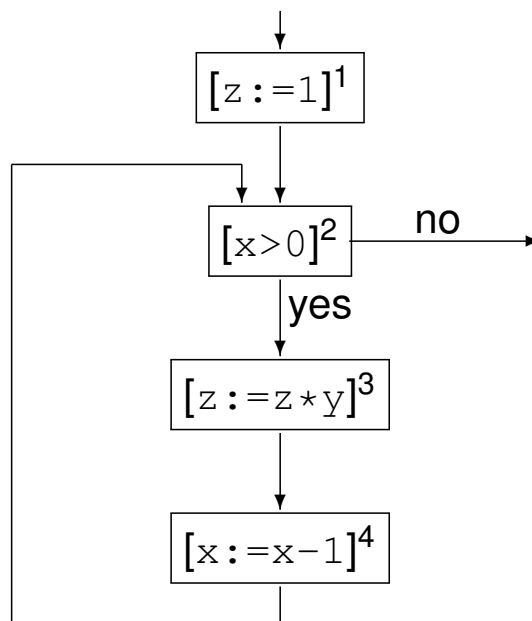 [z:=1]¹
[x>0]²
no
yes
[z:=z*y]³
[x:=x-1]⁴